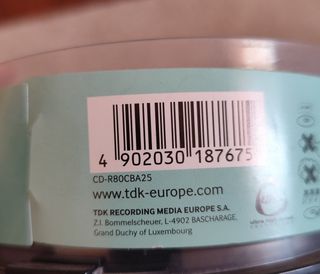 4 902030 187675
CD-R80CBA25
www.tdk-europe.com
TDK RECORDING MEDIA EUROPE S.A.
Z.I. Bommelscheuer, L-4902 BASCHARAGE,
Grand Duchy of Luxembourg